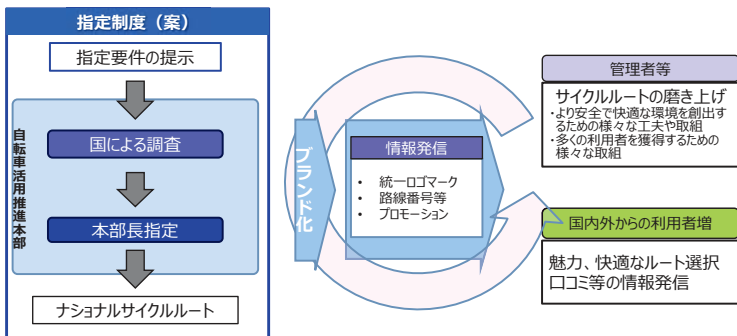 指定制度（案）
指定要件の提示
自転車活用推進本部
国による調査
本部長指定
ナショナルサイクルルート
ブランド化
情報発信
・ 統一ロゴマーク
・ 路線番号等
・ プロモーション
管理者等
サイクルルートの磨き上げ
・より安全で快適な環境を創出す
るための様々な工夫や取組
・多くの利用者を獲得するための
様々な取組
国内外からの利用者増
魅力、快適なルート選択
口コミ等の情報発信